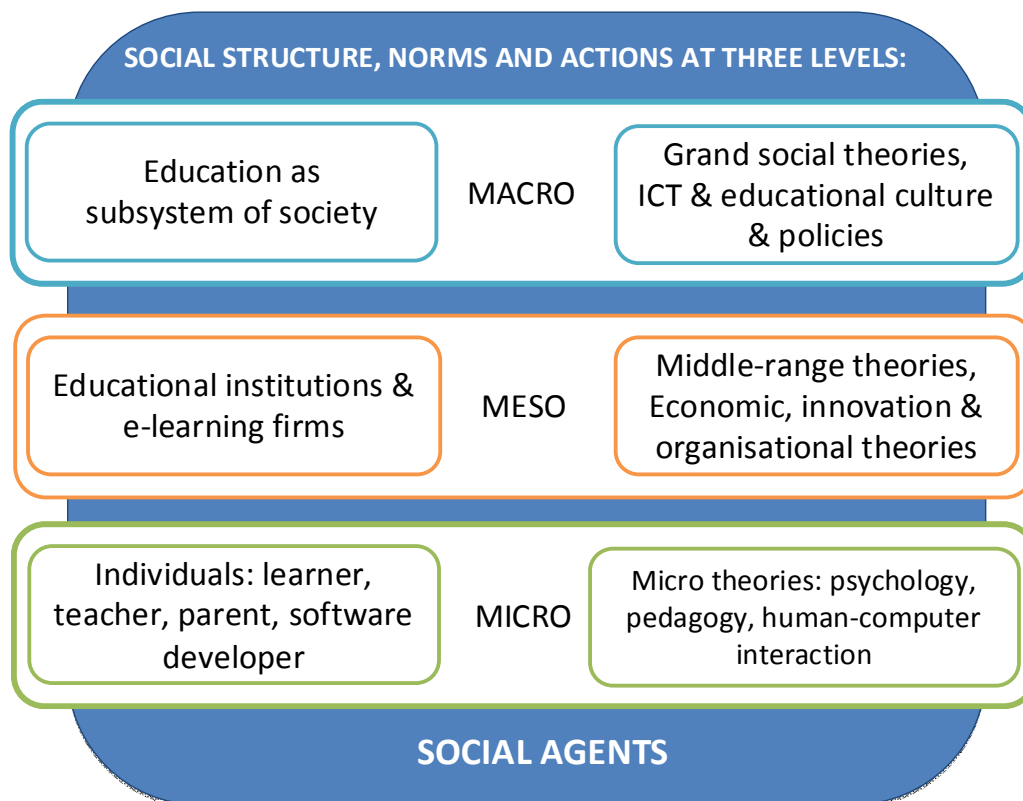 SOCIAL STRUCTURE, NORMS AND ACTIONS AT THREE LEVELS:
Education as
subsystem of society
MACRO
Grand social theories,
ICT & educational culture
& policies
Educational institutions &
e-learning firms
MESO
Middle-range theories,
Economic, innovation &
organisational theories
Individuals: learner,
teacher, parent, software
developer
MICRO
Micro theories: psychology,
pedagogy, human-computer
interaction
SOCIAL AGENTS